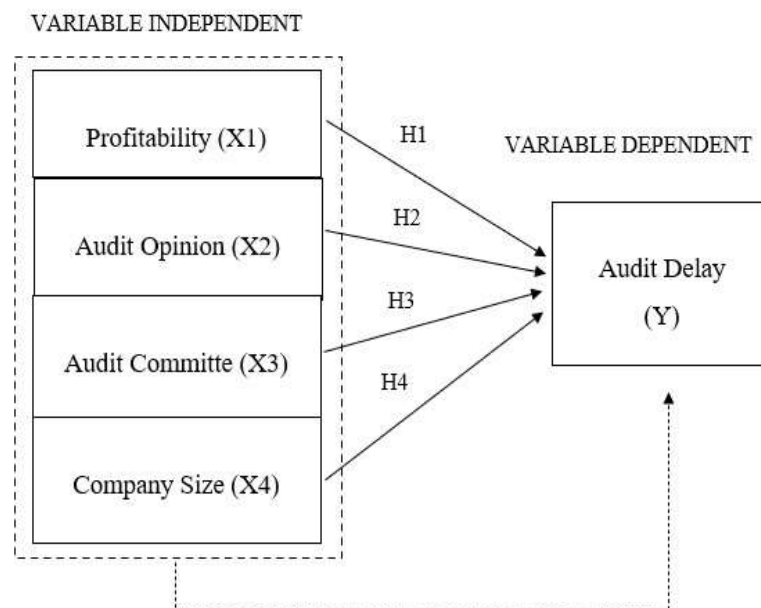 VARIABLE INDEPENDENT
Profitability (X1)
Audit Opinion (X2)
Audit Committe (X3)
Company Size (X4)
H1
H2
H3
H4
VARIABLE DEPENDENT
Audit Delay
(Y)